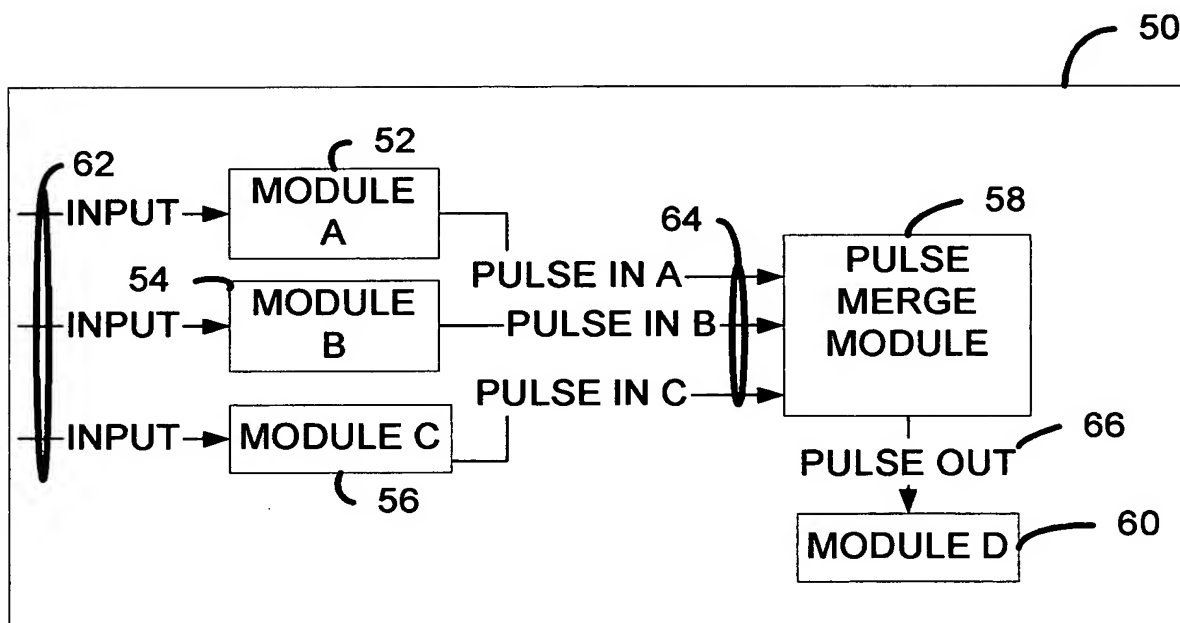 50
62
INPUT
52
MODULE
A
54
INPUT
MODULE
B
INPUT
MODULE C
56
PULSE IN A
PULSE IN B
PULSE IN C
64
58
PULSE
MERGE
MODULE
PULSE OUT
66
MODULE D
60